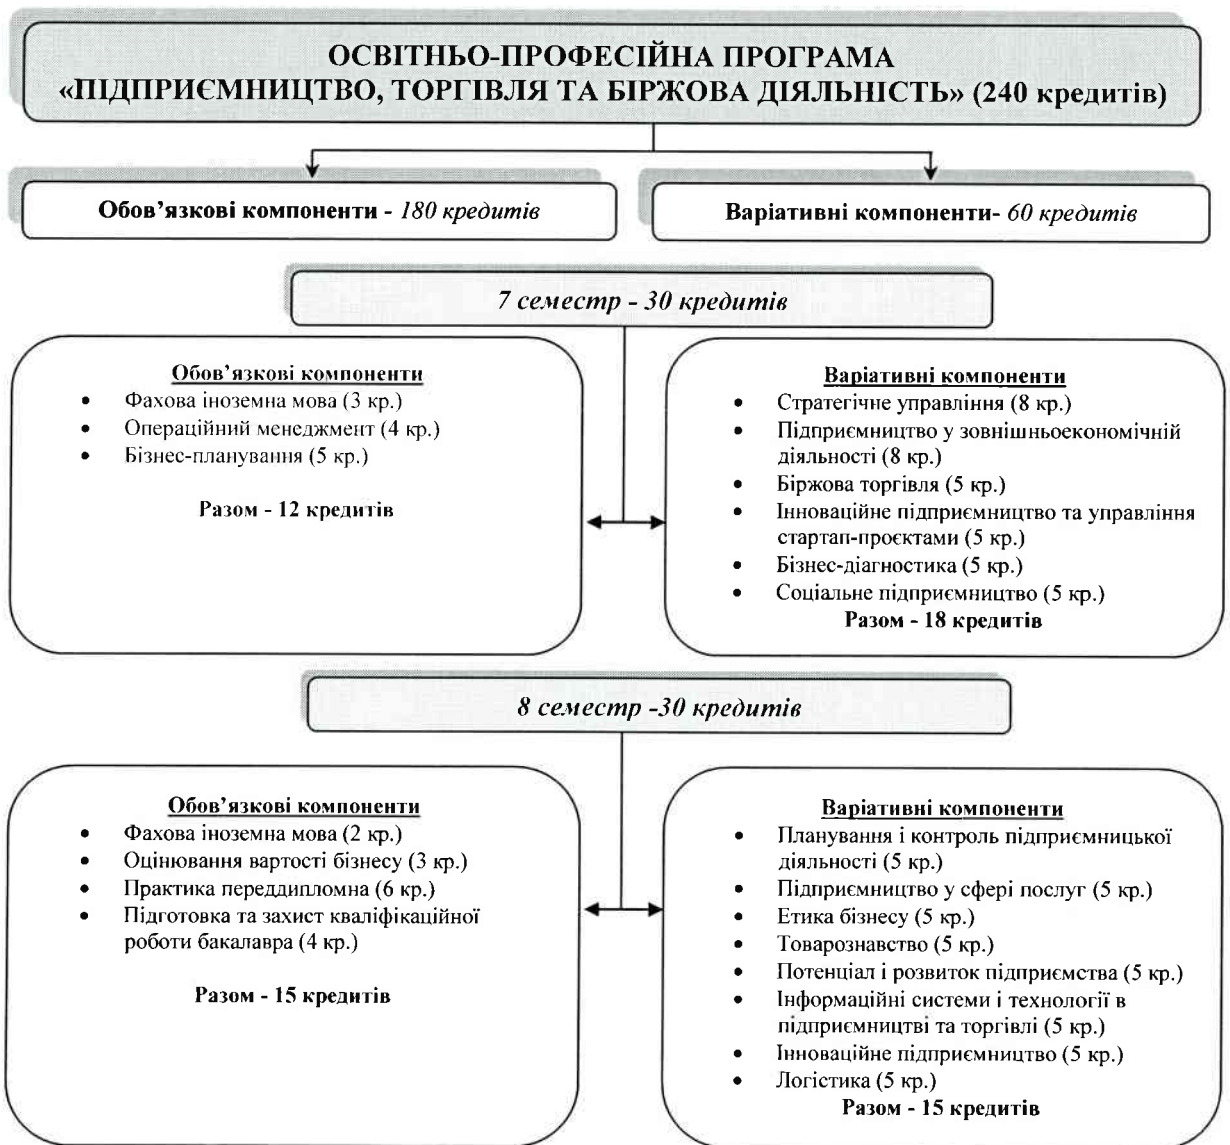 ОСВІТНЬО-ПРОФЕСІЙНА ПРОГРАМА
«ПІДПРИЄМНИЦТВО, ТОРГІВЛЯ ТА БІРЖОВА ДІЯЛЬНІСТЬ» (240 кредитів)
Обов’язкові компоненти - 180 кредитів
Варіативні компоненти- 60 кредитів
7 семестр - 30 кредитів
Обов’язкові компоненти
• Фахова іноземна мова (3 кр.)
• Операційний менеджмент (4 кр.)
• Бізнес-планування (5 кр.)
Разом - 12 кредитів
Варіативні компоненти
• Стратегічне управління (8 кр.)
• Підприємництво у зовнішньоекономічній
діяльності (8 кр.)
• Біржова торгівля (5 кр.)
• Інноваційне підприємництво та управління
стартап-проєктами (5 кр.)
• Бізнес-діагностика (5 кр.)
• Соціальне підприємництво (5 кр.)
Разом - 18 кредитів
8 семестр -30 кредитів
Обов’язкові компоненти
• Фахова іноземна мова (2 кр.)
• Оцінювання вартості бізнесу (3 кр.)
• Практика переддипломна (6 кр.)
• Підготовка та захист кваліфікаційної
роботи бакалавра (4 кр.)
Разом - 15 кредитів
Варіативні компоненти
• Планування і контроль підприємницької
діяльності (5 кр.)
• Підприємництво у сфері послуг (5 кр.)
• Етика бізнесу (5 кр.)
• Товарознавство (5 кр.)
• Потенціал і розвиток підприємства (5 кр.)
• Інформаційні системи і технології в
підприємництві та торгівлі (5 кр.)
• Інноваційне підприємництво (5 кр.)
• Логістика (5 кр.)
Разом - 15 кредитів